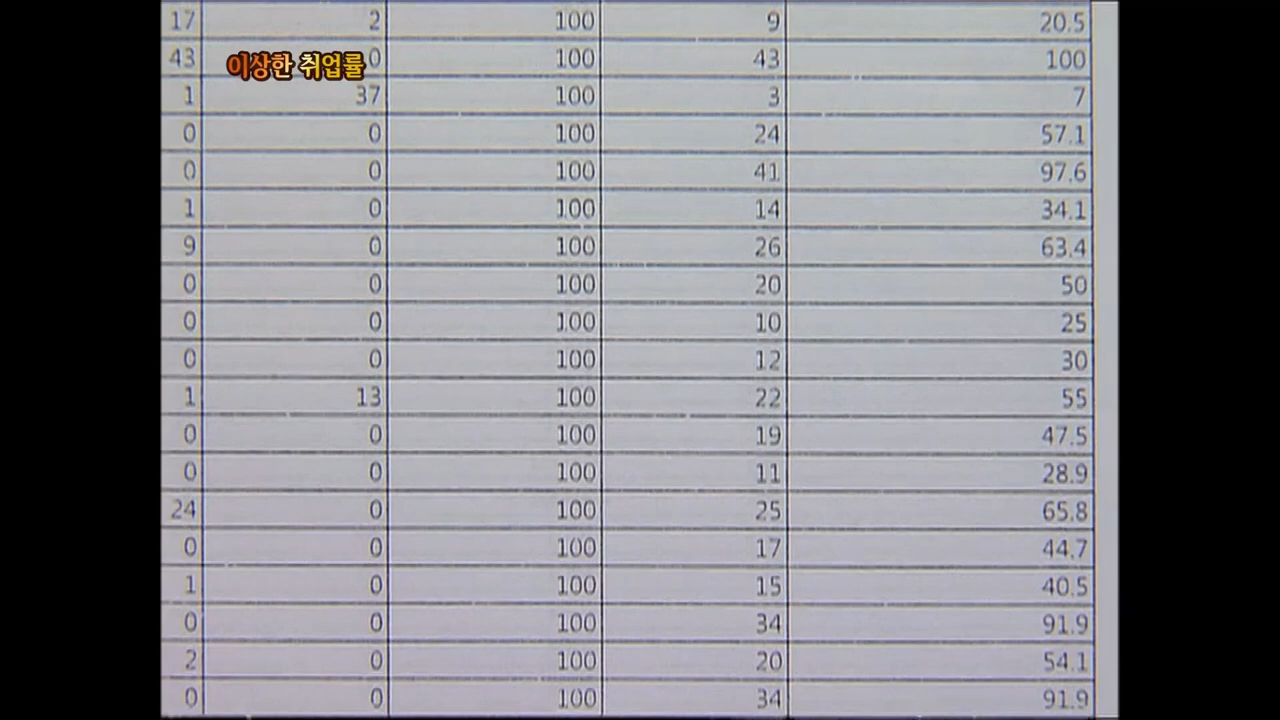 17 2 100 9 20.5
43 0 100 43 100
이상한 취업률
1 37 100 3 7
0 0 100 24 57.1
0 0 100 41 97.6
1 0 100 14 34.1
9 0 100 26 63.4
0 0 100 20 50
0 0 100 10 25
0 0 100 12 30
1 13 100 22 55
0 0 100 19 47.5
0 0 100 11 28.9
24 0 100 25 65.8
0 0 100 17 44.7
1 0 100 15 40.5
0 0 100 34 91.9
2 0 100 20 54.1
0 0 100 34 91.9